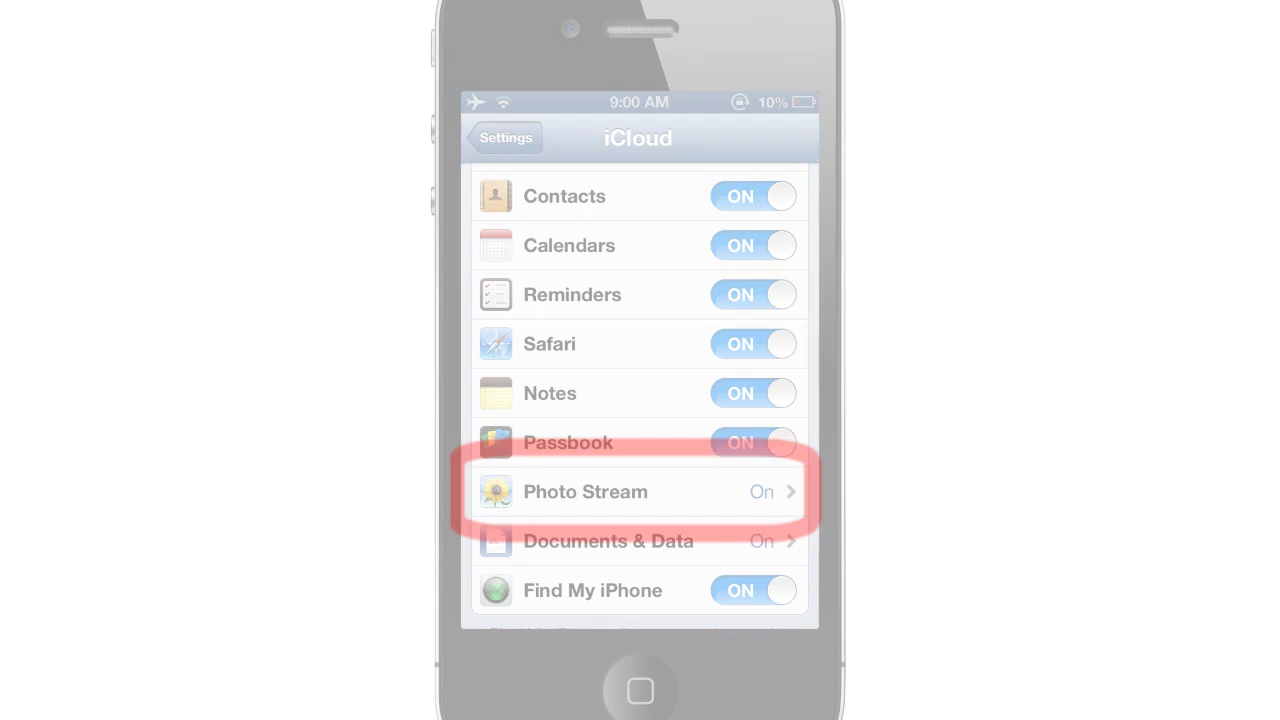 9:00 AM 10%
Settings iCloud
Contacts ON
Calendars ON
Reminders ON
Safari ON
Notes ON
Passbook ON
Photo Stream On
Documents & Data On
Find My iPhone ON